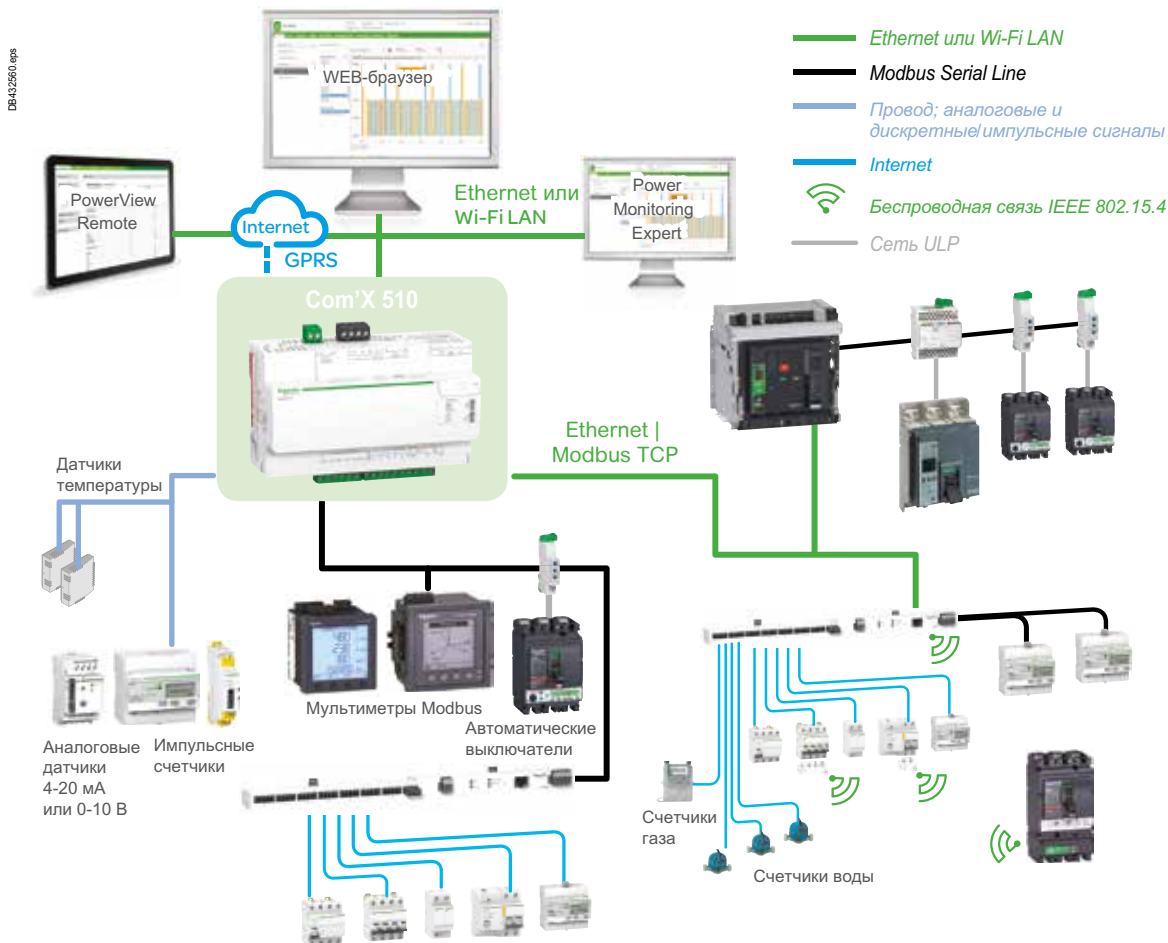 DB432560.eps
WEB-браузер
PowerView
Remote
Internet
GPRS
Ethernet или
Wi-Fi LAN
Power
Monitoring
Expert
Ethernet или Wi-Fi LAN
Modbus Serial Line
Провод; аналоговые и
дискретные/импульсные сигналы
Internet
Беспроводная связь IEEE 802.15.4
Сеть ULP
Com'X 510
Ethernet |
Modbus TCP
Датчики
температуры
Мультиметры Modbus
Автоматические
выключатели
Аналоговые
датчики
4-20 мА
или 0-10 В
Импульсные
счетчики
Счетчики
газа
Счетчики воды